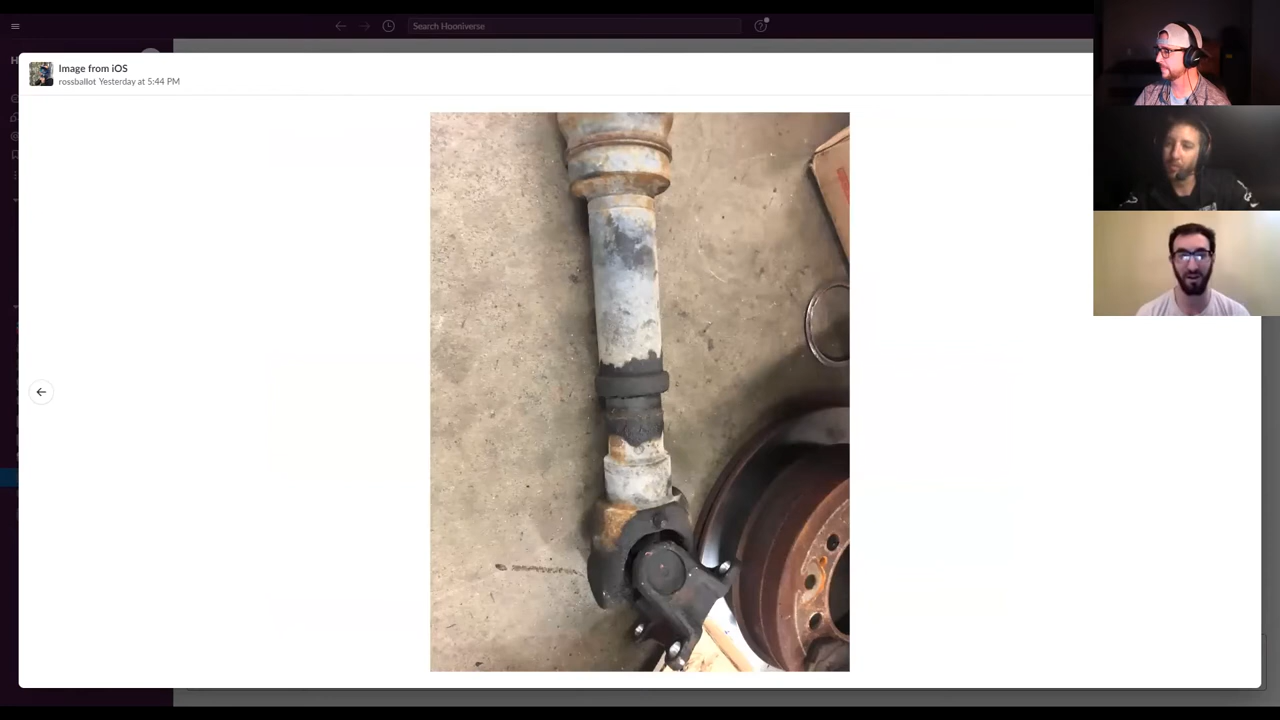 Search Hooniverse
H
Image from iOS
rossballot Yesterday at 5:44 PM